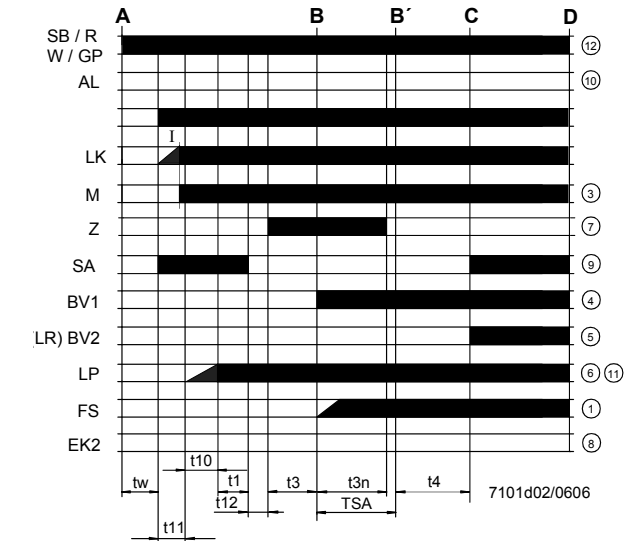 A B B´ C D
SB / R
W / GP ⑫
AL ⑩
I
LK
M ③
Z ⑦
SA ⑨
BV1 ④
(LR) BV2 ⑤
LP ⑥ ⑪
FS ①
EK2 ⑧
t10
tw t1 t3 t3n t4 7101d02/0606
t12 TSA
t11